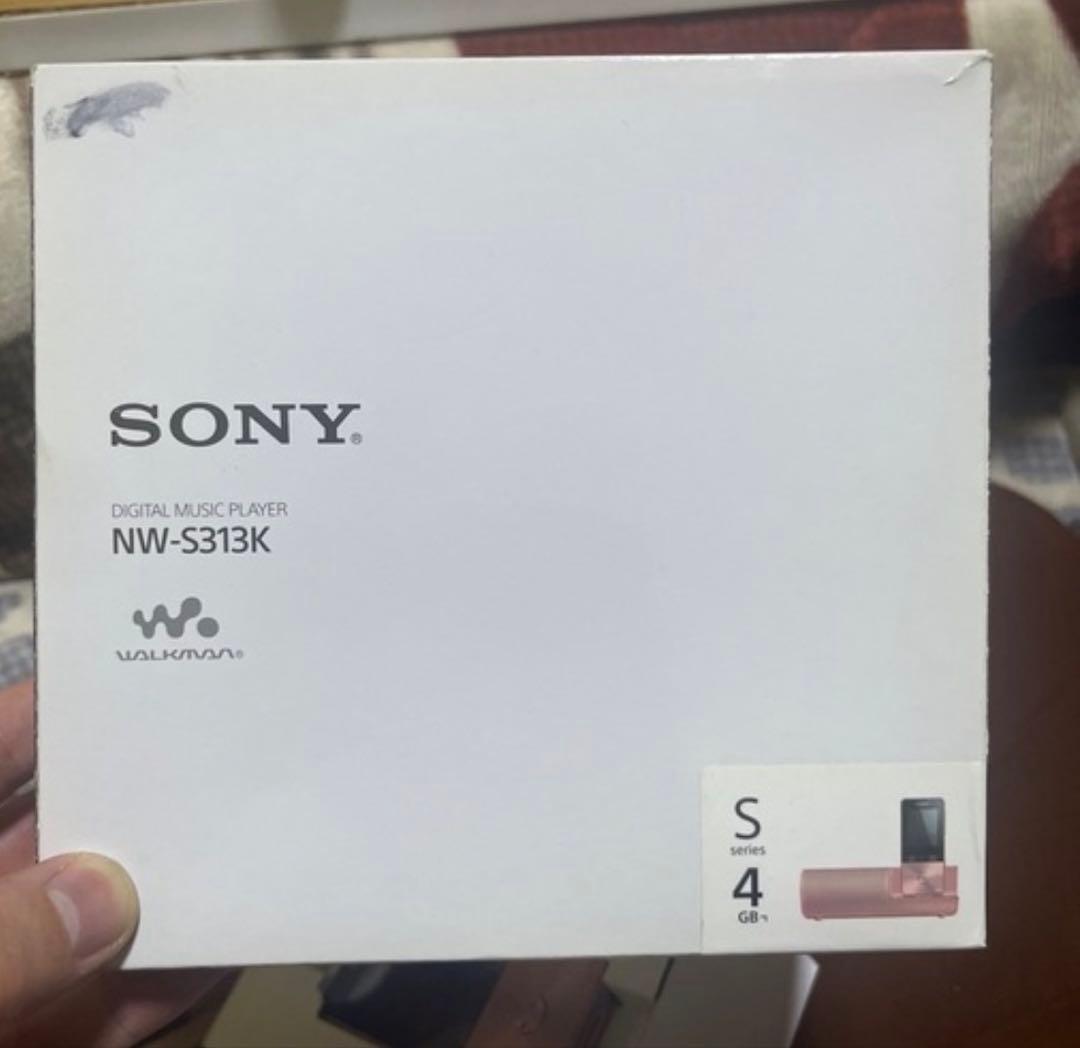 SONY®
DIGITAL MUSIC PLAYER
NW-S313K
WALKMAN®
S
series
4
GB